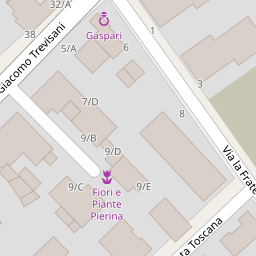 32/A
Giacomo Trevisani
Gaspari
1
38
5/A
6
3
7/D
8
9/B
9/D
Via la
9/C
Fiori e
Piante
Pierina
9/E
Toscana